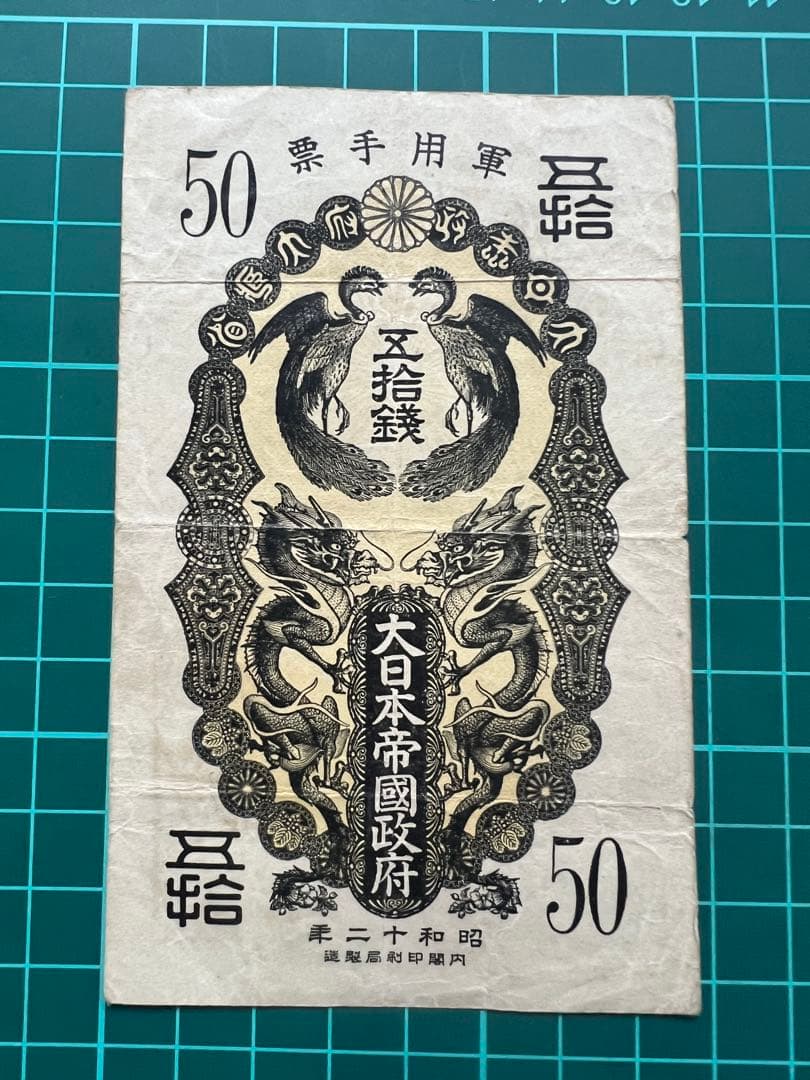 軍用手票
50
五拾
五拾錢
大日本帝國政府
五拾
50
昭和十二年
内閣印刷局製造